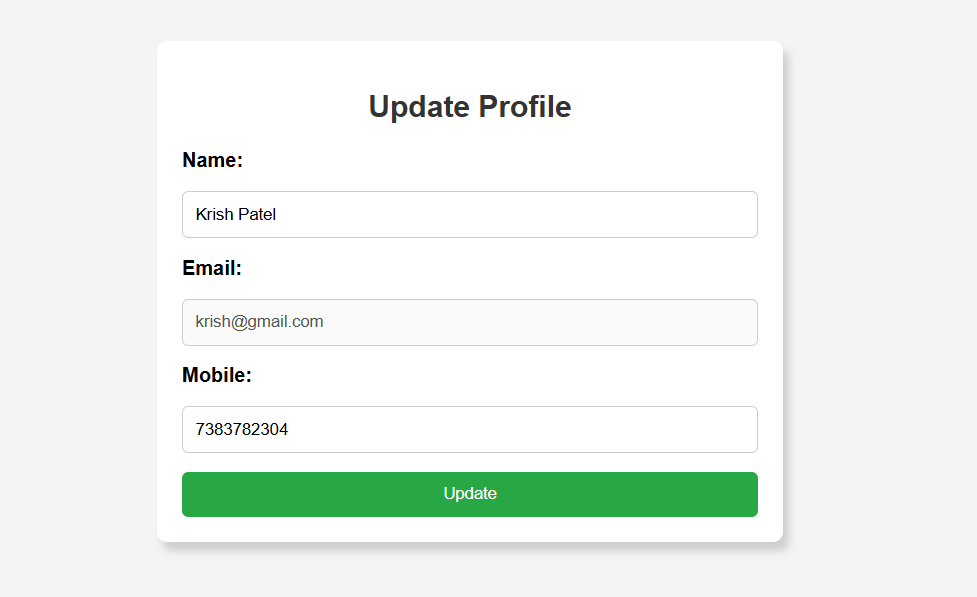 Update Profile
Name:
Krish Patel
Email:
krish@gmail.com
Mobile:
7383782304
Update